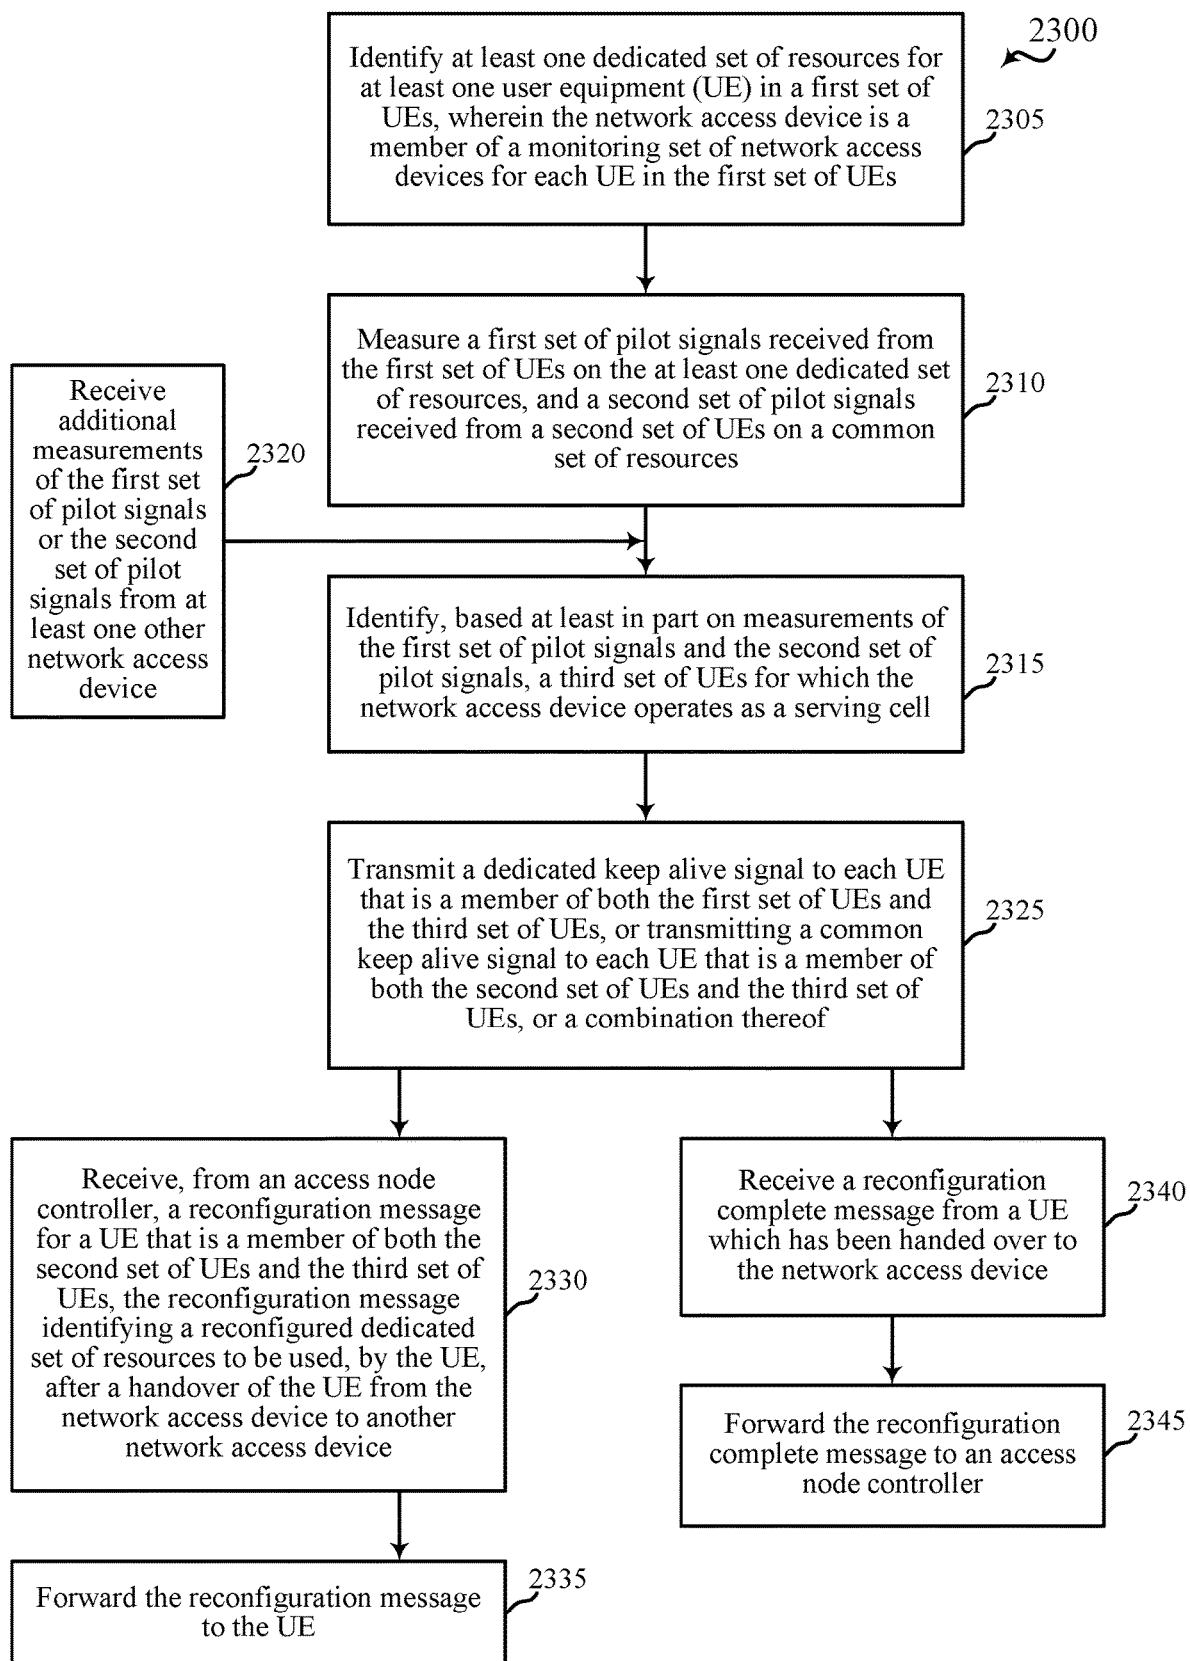 2300
Identify at least one dedicated set of resources for
at least one user equipment (UE) in a first set of
UEs, wherein the network access device is a
member of a monitoring set of network access
devices for each UE in the first set of UEs
2305
Measure a first set of pilot signals received from
the first set of UEs on the at least one dedicated set
of resources, and a second set of pilot signals
received from a second set of UEs on a common
set of resources
2310
Receive
additional
measurements
of the first set
of pilot signals
or the second
set of pilot
signals from at
least one other
network access
device
2320
Identify, based at least in part on measurements of
the first set of pilot signals and the second set of
pilot signals, a third set of UEs for which the
network access device operates as a serving cell
2315
Transmit a dedicated keep alive signal to each UE
that is a member of both the first set of UEs and
the third set of UEs, or transmitting a common
keep alive signal to each UE that is a member of
both the second set of UEs and the third set of
UEs, or a combination thereof
2325
Receive, from an access node
controller, a reconfiguration message
for a UE that is a member of both the
second set of UEs and the third set of
UEs, the reconfiguration message
identifying a reconfigured dedicated
set of resources to be used, by the UE,
after a handover of the UE from the
network access device to another
network access device
2330
Forward the reconfiguration message
to the UE
2335
Receive a reconfiguration
complete message from a UE
which has been handed over to
the network access device
2340
Forward the reconfiguration
complete message to an access
node controller
2345